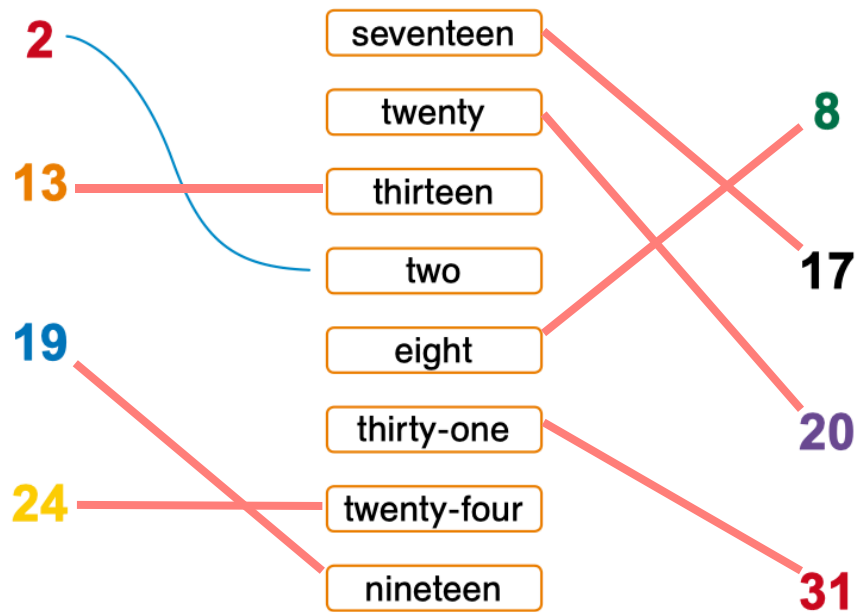 2
seventeen
8
twenty
13
thirteen
17
two
19
eight
20
thirty-one
24
twenty-four
31
nineteen